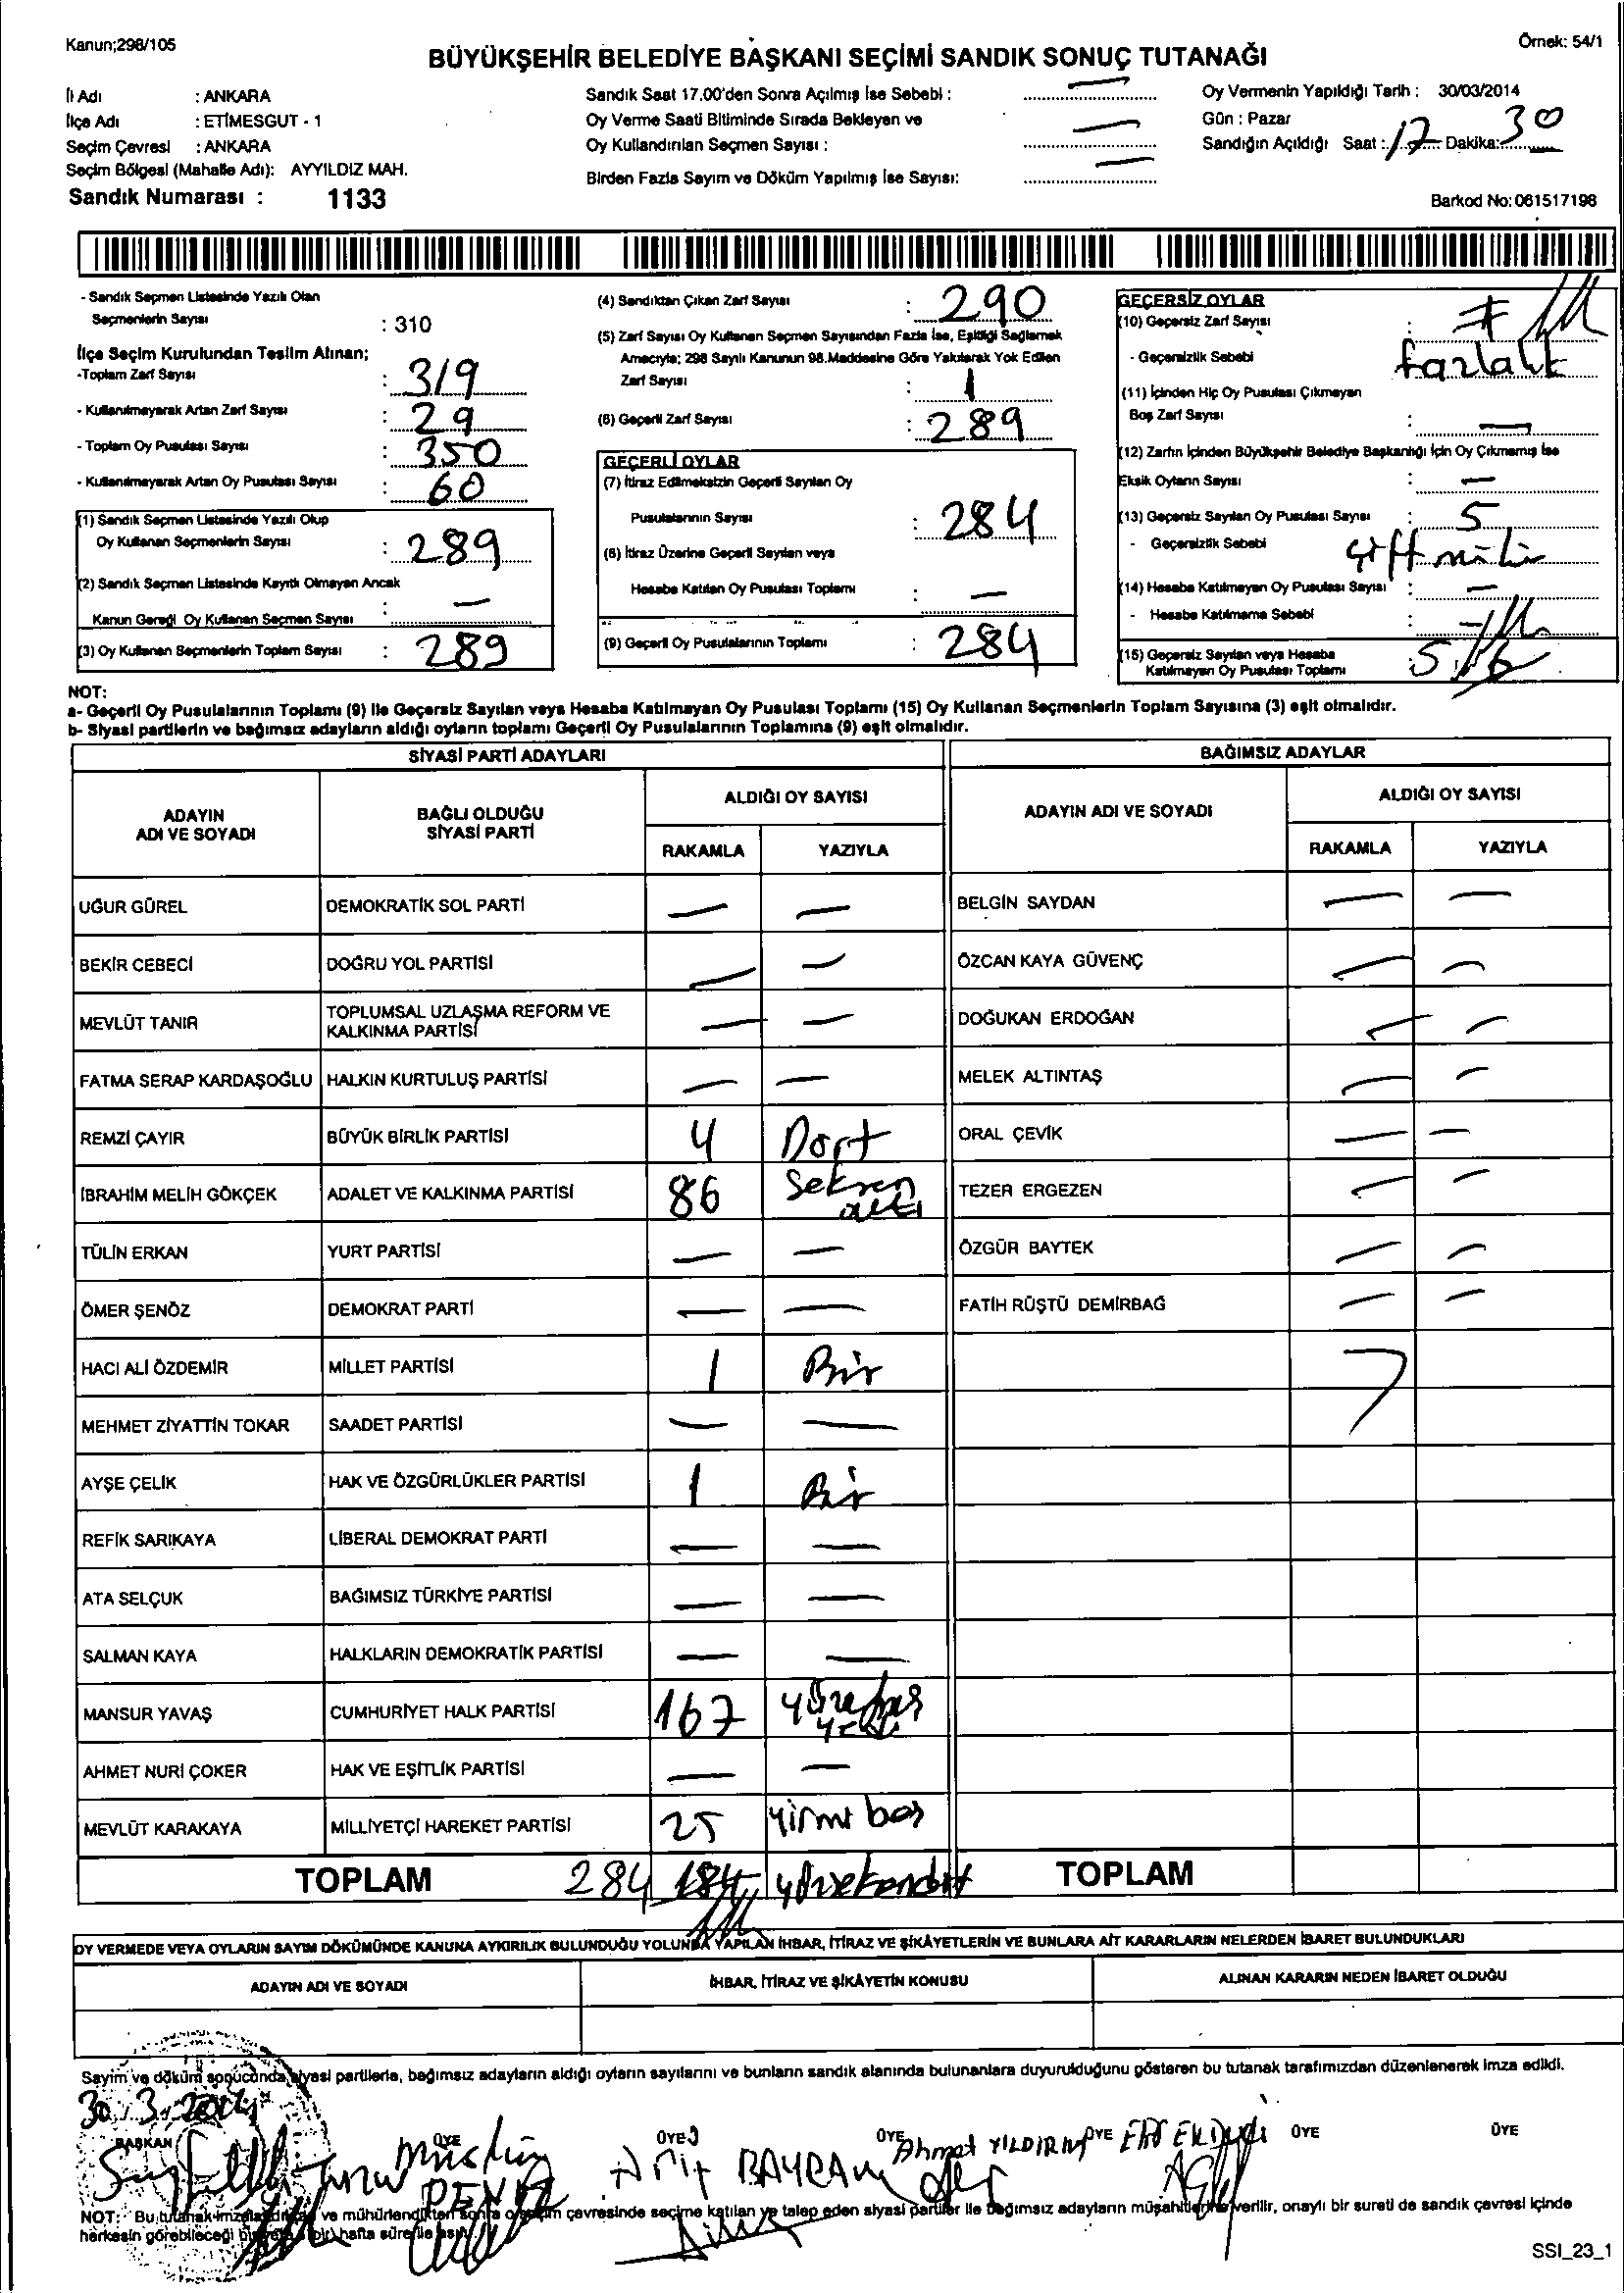 Kanun;298/105
Örnek: 54/1
BÜYÜKŞEHİR BELEDİYE BAŞKANI SEÇİMİ SANDIK SONUÇ TUTANAĞI
İl Adı : ANKARA
İlçe Adı : ETİMESGUT - 1
Seçim Çevresi : ANKARA
Seçim Bölgesi (Mahalle Adı): AYYILDIZ MAH.
Sandık Numarası : 1133
Sandık Saat 17.00'den Sonra Açılmış İse Sebebi : —
Oy Verme Saati Bitiminde Sırada Bekleyen ve
Oy Kullandırılan Seçmen Sayısı : —
Birden Fazla Sayım ve Döküm Yapılmış İse Sayısı: —
Oy Vermenin Yapıldığı Tarih : 30/03/2014
Gün : Pazar
Sandığın Açıldığı Saat : 17 Dakika: 30
Barkod No: 061517198
- Sandık Seçmen Listesinde Yazılı Olan
Seçmenlerin Sayısı : 310
İlçe Seçim Kurulundan Teslim Alınan;
-Toplam Zarf Sayısı : 319
- Kullanılmayarak Artan Zarf Sayısı : 29
- Toplam Oy Pusulası Sayısı : 350
- Kullanılmayarak Artan Oy Pusulası Sayısı : 60
(1) Sandık Seçmen Listesinde Yazılı Olup
Oy Kullanan Seçmenlerin Sayısı : 289
(2) Sandık Seçmen Listesinde Kayıtlı Olmayan Ancak
Kanun Gereği Oy Kullanan Seçmen Sayısı : —
(3) Oy Kullanan Seçmenlerin Toplam Sayısı : 289
(4) Sandıktan Çıkan Zarf Sayısı : 290
(5) Zarf Sayısı Oy Kullanan Seçmen Sayısından Fazla İse, Eşitliği Sağlamak
Amacıyla; 298 Sayılı Kanunun 98.Maddesine Göre Yakılarak Yok Edilen
Zarf Sayısı : 1
(6) Geçerli Zarf Sayısı : 289
GEÇERLİ OYLAR
(7) İtiraz Edilmeksizin Geçerli Sayılan Oy
Pusulalarının Sayısı : 284
(8) İtiraz Üzerine Geçerli Sayılan veya
Hesaba Katılan Oy Pusulası Toplamı : —
(9) Geçerli Oy Pusulalarının Toplamı : 284
GEÇERSİZ OYLAR
(10) Geçersiz Zarf Sayısı :
- Geçersizlik Sebebi : fazlalık
(11) İçinden Hiç Oy Pusulası Çıkmayan
Boş Zarf Sayısı : —
(12) Zarfın İçinden Büyükşehir Belediye Başkanlığı İçin Oy Çıkmamış İse
Eksik Oyların Sayısı : —
(13) Geçersiz Sayılan Oy Pusulası Sayısı : 5
- Geçersizlik Sebebi çift mühür
(14) Hesaba Katılmayan Oy Pusulası Sayısı : —
- Hesaba Katılmama Sebebi : —
(15) Geçersiz Sayılan veya Hesaba
Katılmayan Oy Pusulası Toplamı : 5 6
NOT:
a- Geçerli Oy Pusulalarının Toplamı (9) ile Geçersiz Sayılan veya Hesaba Katılmayan Oy Pusulası Toplamı (15) Oy Kullanan Seçmenlerin Toplam Sayısına (3) eşit olmalıdır.
b- Siyasi partilerin ve bağımsız adayların aldığı oyların toplamı Geçerli Oy Pusulalarının Toplamına (9) eşit olmalıdır.
SİYASİ PARTİ ADAYLARI
ADAYIN ADI VE SOYADI BAĞLI OLDUĞU SİYASİ PARTİ ALDIĞI OY SAYISI
RAKAMLA YAZIYLA
UĞUR GÜREL DEMOKRATİK SOL PARTİ — —
BEKİR CEBECİ DOĞRU YOL PARTİSİ — —
MEVLÜT TANIR TOPLUMSAL UZLAŞMA REFORM VE KALKINMA PARTİSİ — —
FATMA SERAP KARDAŞOĞLU HALKIN KURTULUŞ PARTİSİ — —
REMZİ ÇAYIR BÜYÜK BİRLİK PARTİSİ 4 Dört
İBRAHİM MELİH GÖKÇEK ADALET VE KALKINMA PARTİSİ 86 Seksen altı
TÜLİN ERKAN YURT PARTİSİ — —
ÖMER ŞENÖZ DEMOKRAT PARTİ — —
HACI ALİ ÖZDEMİR MİLLET PARTİSİ 1 Bir
MEHMET ZİYATTİN TOKAR SAADET PARTİSİ — —
AYŞE ÇELİK HAK VE ÖZGÜRLÜKLER PARTİSİ 1 Bir
REFİK SARIKAYA LİBERAL DEMOKRAT PARTİ — —
ATA SELÇUK BAĞIMSIZ TÜRKİYE PARTİSİ — —
SALMAN KAYA HALKLARIN DEMOKRATİK PARTİSİ — —
MANSUR YAVAŞ CUMHURİYET HALK PARTİSİ 167
AHMET NURİ ÇOKER HAK VE EŞİTLİK PARTİSİ — —
MEVLÜT KARAKAYA MİLLİYETÇİ HAREKET PARTİSİ 25 Yirmi beş
TOPLAM 284 184
BAĞIMSIZ ADAYLAR
ADAYIN ADI VE SOYADI ALDIĞI OY SAYISI
RAKAMLA YAZIYLA
BELGİN SAYDAN — —
ÖZCAN KAYA GÜVENÇ — —
DOĞUKAN ERDOĞAN — —
MELEK ALTINTAŞ — —
ORAL ÇEVİK — —
TEZER ERGEZEN — —
ÖZGÜR BAYTEK — —
FATİH RÜŞTÜ DEMİRBAĞ — —
TOPLAM
OY VERMEDE VEYA OYLARIN SAYIM DÖKÜMÜNDE KANUNA AYKIRILIK BULUNDUĞU YOLUNDA YAPILAN İHBAR, İTİRAZ VE ŞİKÂYETLERİN VE BUNLARA AİT KARARLARIN NELERDEN İBARET BULUNDUKLARI
ADAYIN ADI VE SOYADI İHBAR, İTİRAZ VE ŞİKÂYETİN KONUSU ALINAN KARARIN NEDEN İBARET OLDUĞU
Sayim ve döküm sonucunda, siyasi partilerle, bağımsız adayların aldığı oyların sayılarını ve bunların sandık alanında bulunanlara duyurulduğunu gösteren bu tutanak tarafımızdan düzenlenerek imza edildi.
30.3.2014
BAŞKAN ÜYE ÜYE ÜYE ÜYE ÜYE ÜYE
Arif BAYRAM Ahmet YILDIRIM
NOT: Bu tutanak imzalandıktan ve mühürlendikten sonra o seçim çevresinde seçime katılan ve talep eden siyasi partiler ile bağımsız adayların müşahitlerine verilir, onaylı bir sureti de sandık çevresi içinde
herkesin görebileceği bir yere bir hafta süre ile asılır.
SSI_23_1